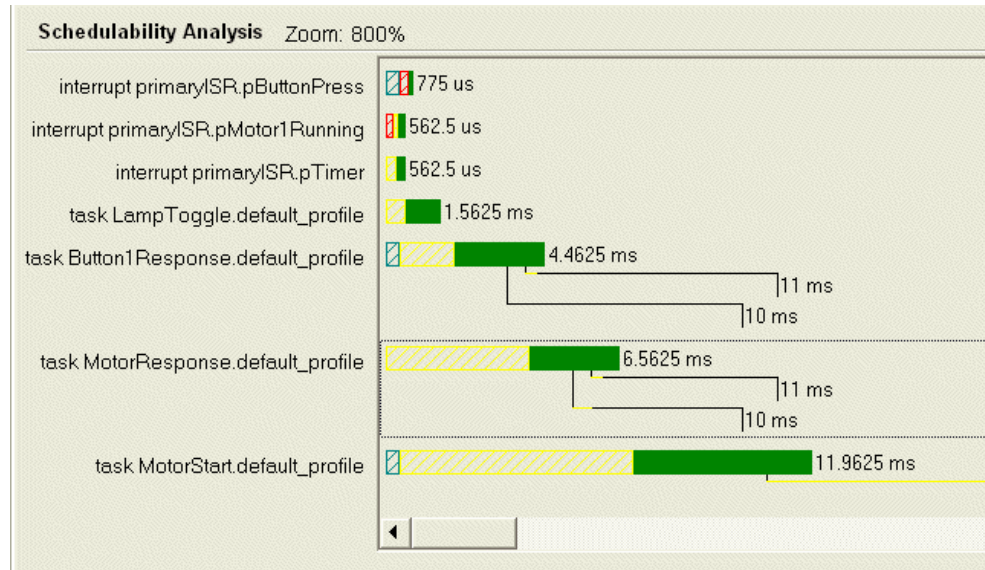 Schedulability Analysis Zoom: 800%
interrupt primaryISR.pButtonPress 775 us
interrupt primaryISR.pMotor1Running 562.5 us
interrupt primaryISR.pTimer 562.5 us
task LampToggle.default_profile 1.5625 ms
task Button1Response.default_profile 4.4625 ms
11 ms
10 ms
task MotorResponse.default_profile 6.5625 ms
11 ms
10 ms
task MotorStart.default_profile 11.9625 ms